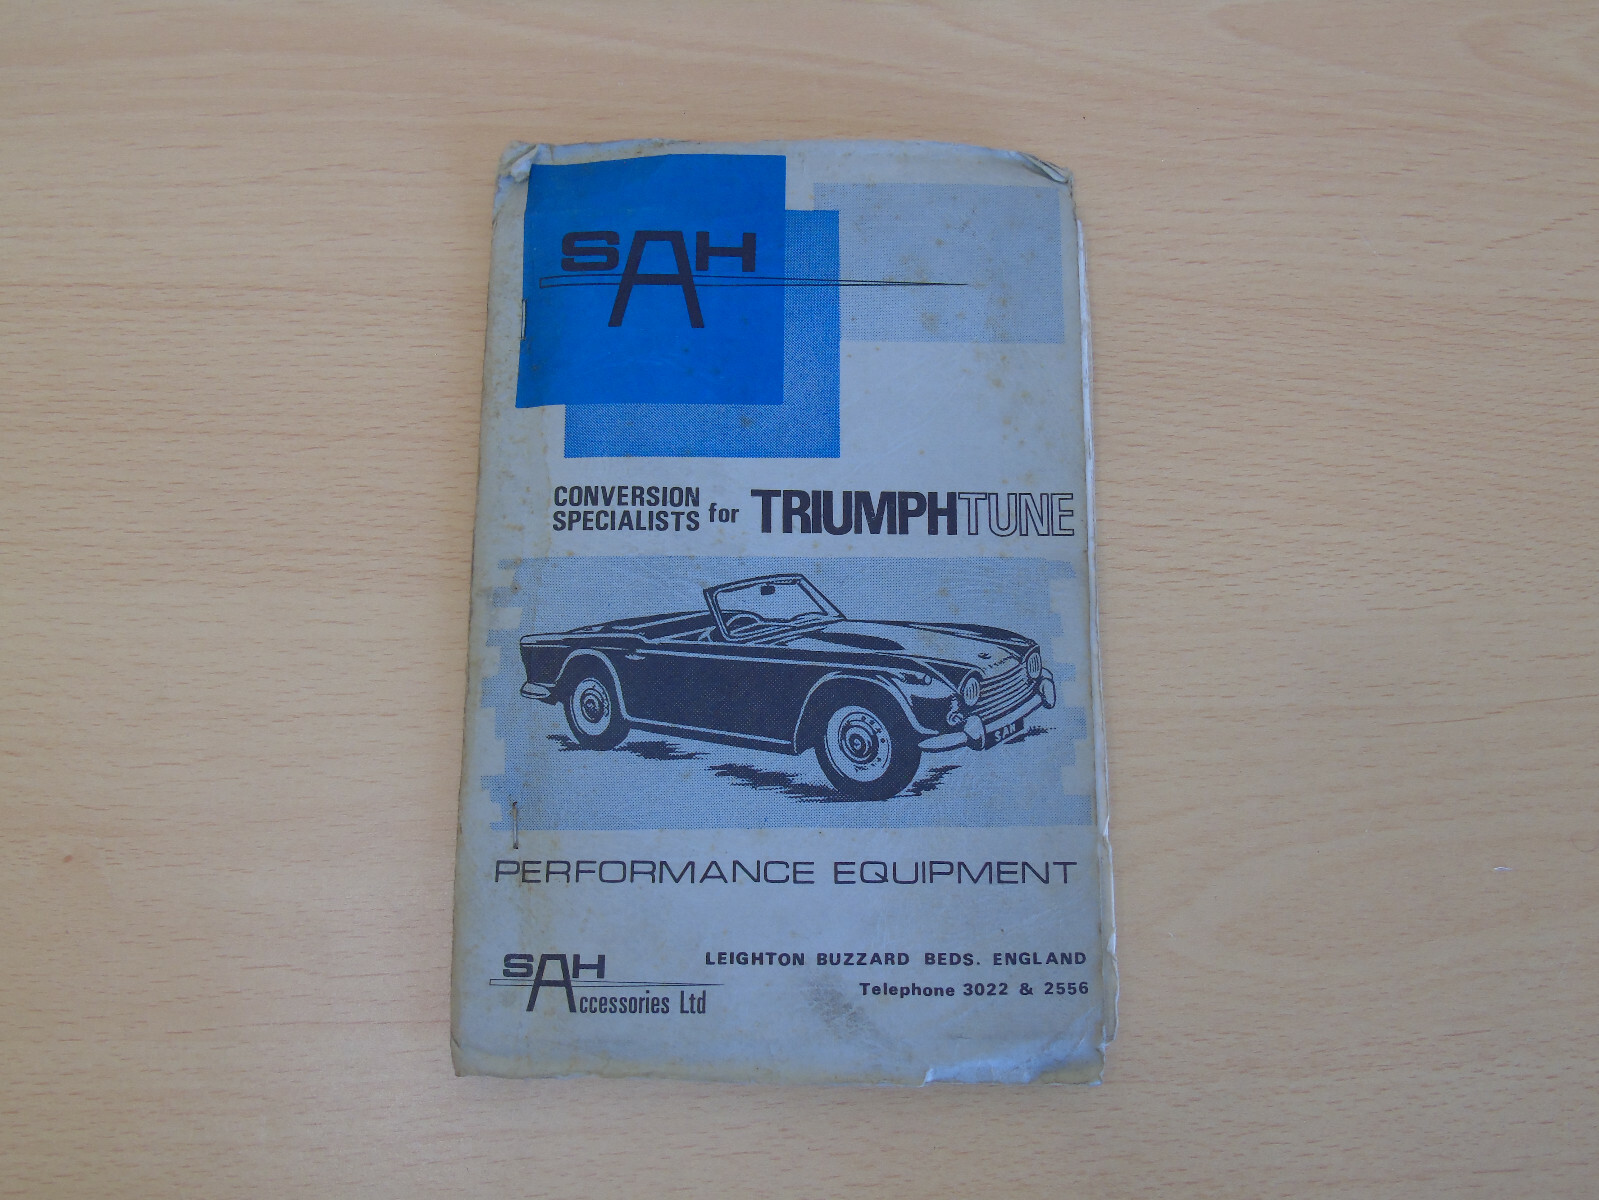 SAH
CONVERSION
SPECIALISTS for TRIUMPHTUNE
SAH
PERFORMANCE EQUIPMENT
SAH
Accessories Ltd
LEIGHTON BUZZARD BEDS. ENGLAND
Telephone 3022 & 2556